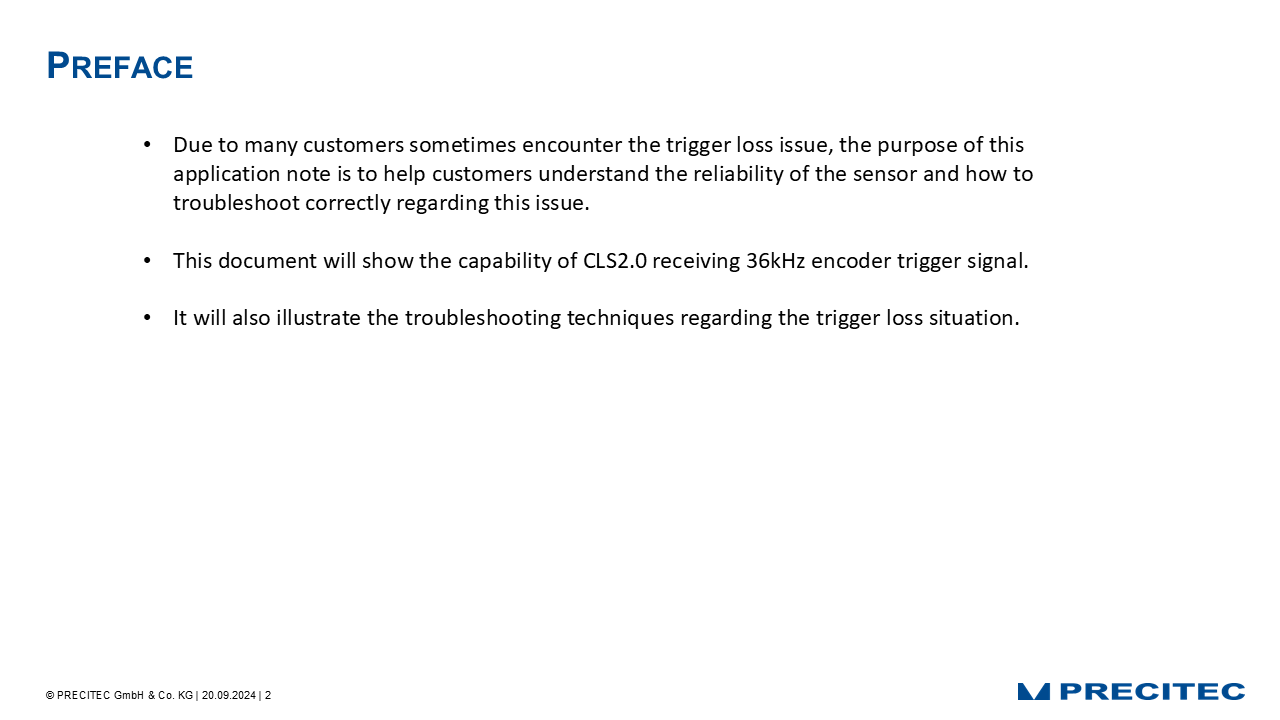 PREFACE
• Due to many customers sometimes encounter the trigger loss issue, the purpose of this
application note is to help customers understand the reliability of the sensor and how to
troubleshoot correctly regarding this issue.
• This document will show the capability of CLS2.0 receiving 36kHz encoder trigger signal.
• It will also illustrate the troubleshooting techniques regarding the trigger loss situation.
© PRECITEC GmbH & Co. KG | 20.09.2024 | 2
PRECITEC